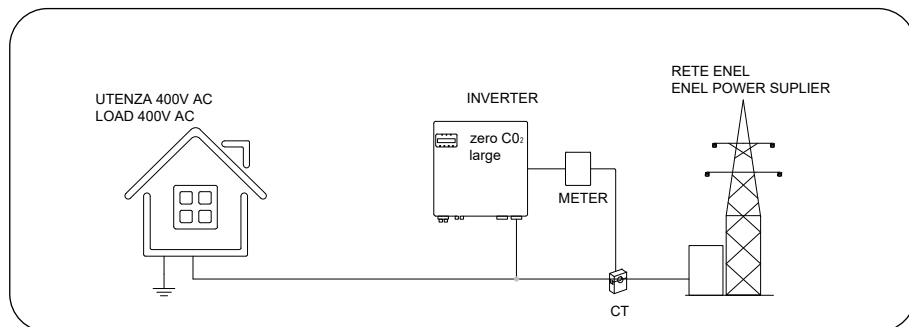 UTENZA 400V AC
LOAD 400V AC
INVERTER
zero C0₂
large
METER
RETE ENEL
ENEL POWER SUPLIER
CT